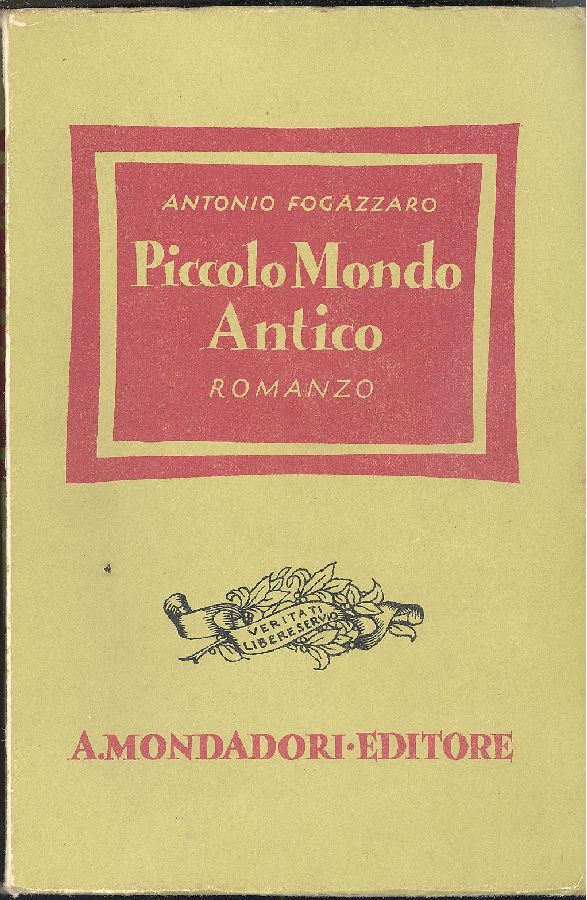 ANTONIO FOGAZZARO
Piccolo Mondo
Antico
ROMANZO
VERITATI
LIBERE SERVIO
A. MONDADORI · EDITORE